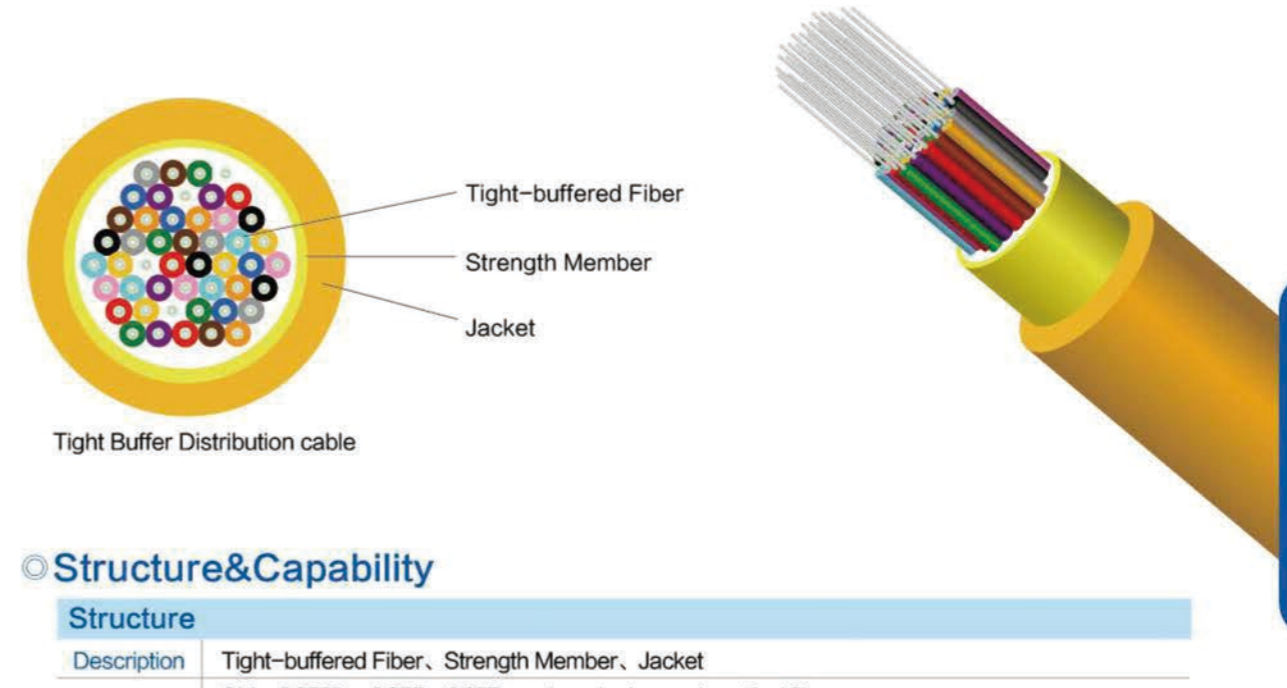 Tight-buffered Fiber
Strength Member
Jacket
Tight Buffer Distribution cable
Structure&Capability
Structure
Description Tight-buffered Fiber、Strength Member、Jacket